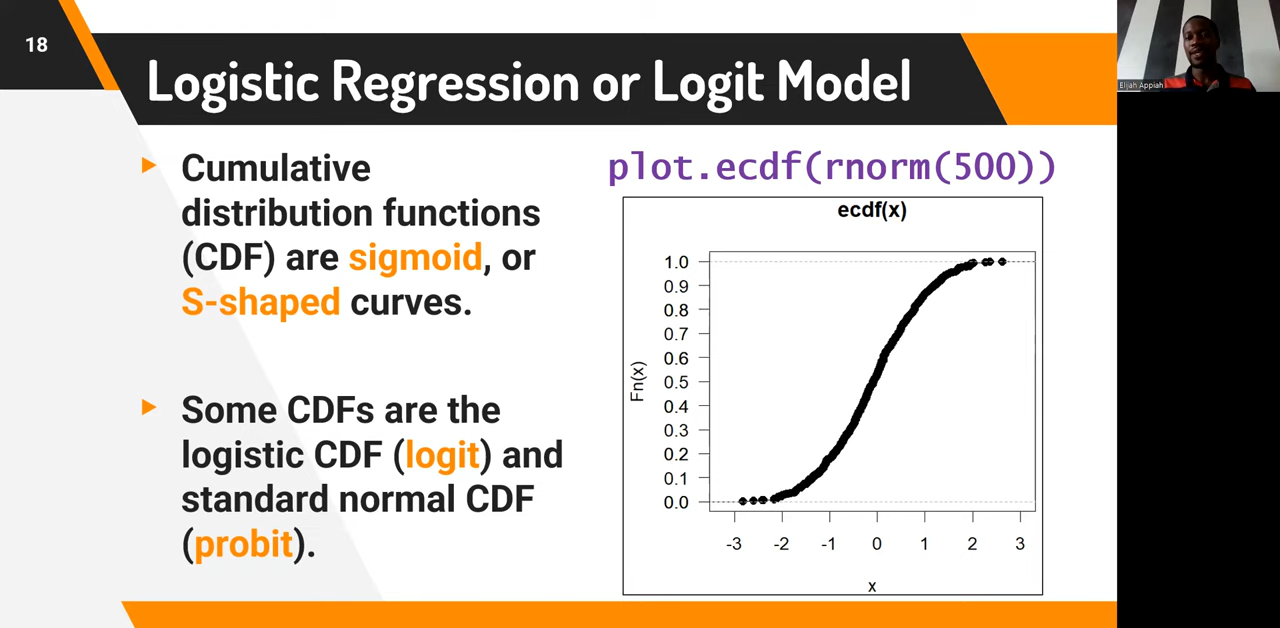 18
Logistic Regression or Logit Model
Elijah Appiah
Cumulative
distribution functions
(CDF) are sigmoid, or
S-shaped curves.
Some CDFs are the
logistic CDF (logit) and
standard normal CDF
(probit).
plot.ecdf(rnorm(500))
ecdf(x)
1.0
0.9
0.8
0.7
0.6
0.5
0.4
0.3
0.2
0.1
0.0
Fn(x)
-3 -2 -1 0 1 2 3
x